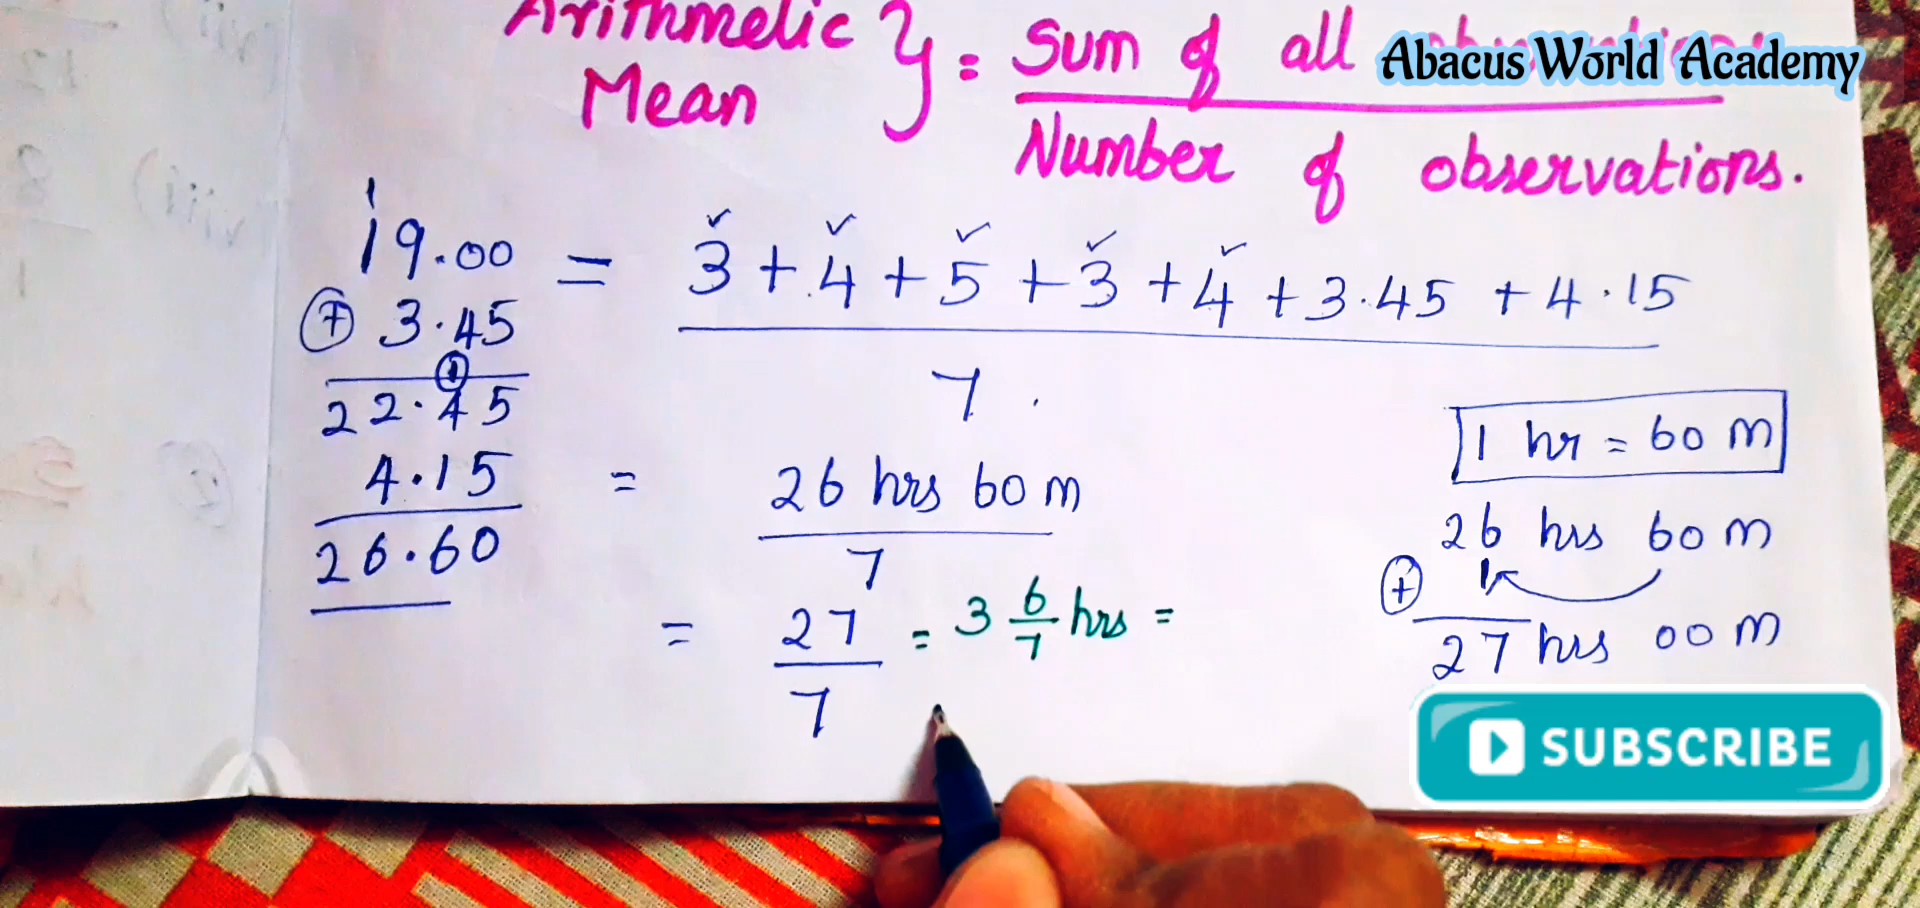 Arithmetic
Mean } = Sum of all
Abacus World Academy
Number of observations.
= 3 + 4 + 5 + 3 + 4 + 3.45 + 4.15
7
1
19.00
+ 3.45
1
22.45
4.15
26.60
= 26 hrs 60 m
7
= 27 = 3 6/7 hrs =
7
1 hr = 60 m
26 hrs 60 m
+ 1
27 hrs 00 m
SUBSCRIBE